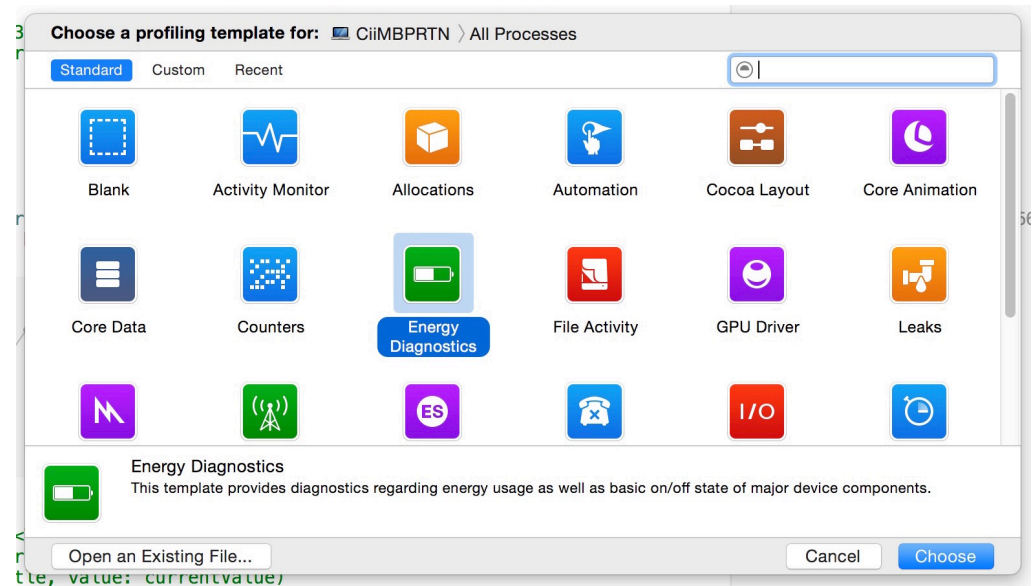 Choose a profiling template for: CiiMBPRTN 〉All Processes
Standard Custom Recent
Blank Activity Monitor Allocations Automation Cocoa Layout Core Animation
Core Data Counters Energy Diagnostics File Activity GPU Driver Leaks
ES I/O
Energy Diagnostics
This template provides diagnostics regarding energy usage as well as basic on/off state of major device components.
Open an Existing File... Cancel Choose
tle, value: currentValue)